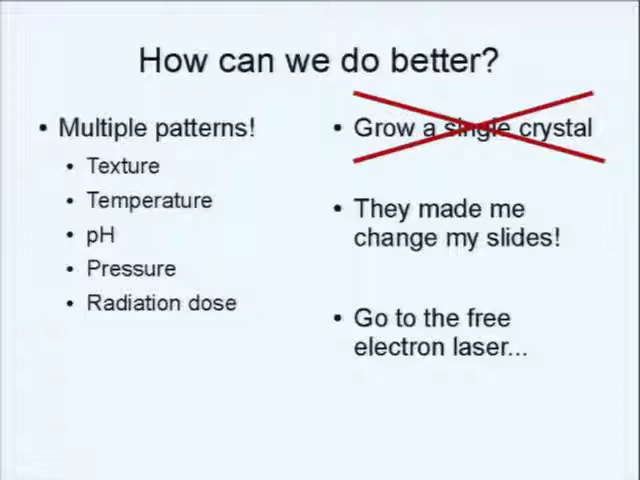 How can we do better?
• Multiple patterns!
• Texture
• Temperature
• pH
• Pressure
• Radiation dose
• Grow a single crystal
• They made me
change my slides!
• Go to the free
electron laser...